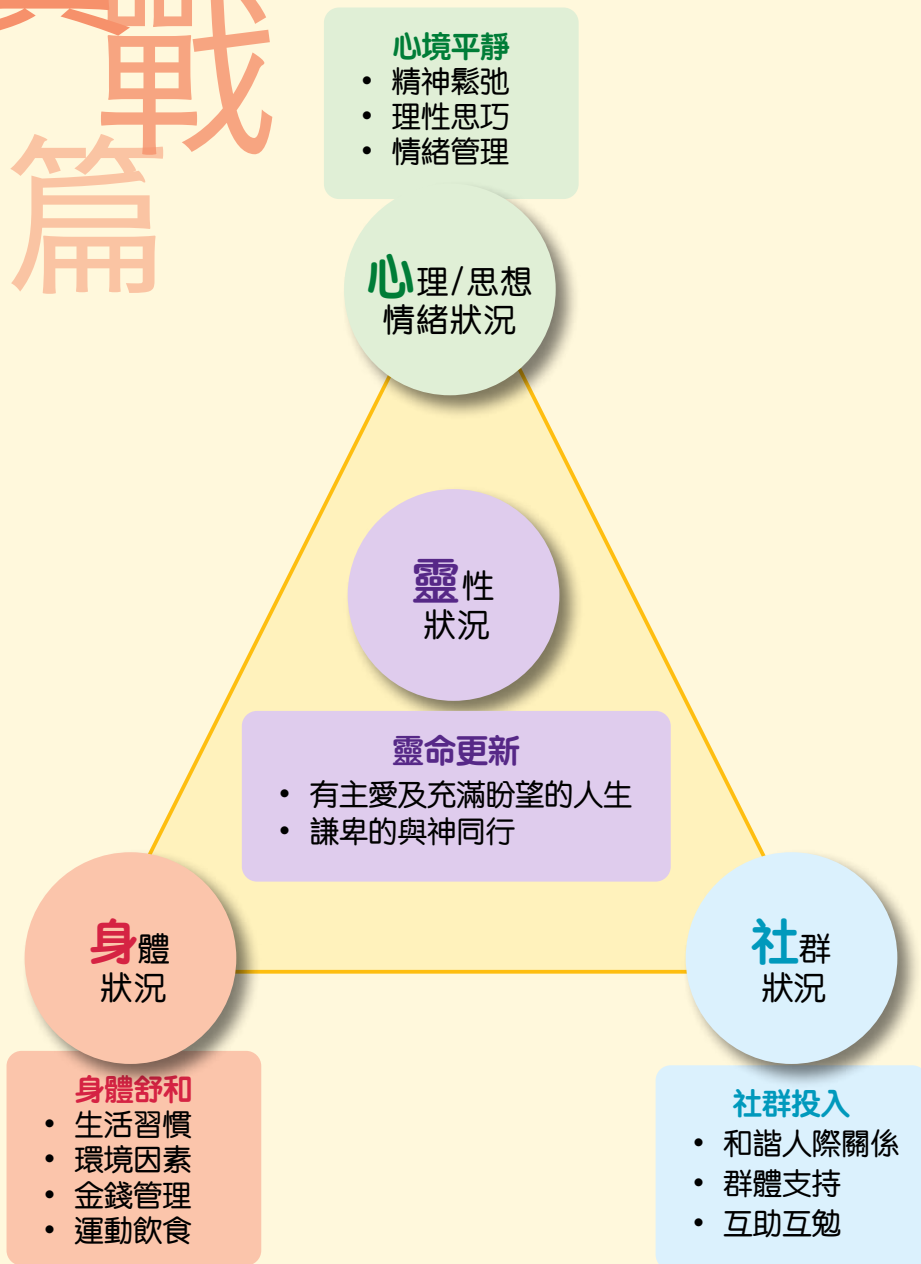 戰
篇
心境平靜
• 精神鬆弛
• 理性思巧
• 情緒管理
心理/思想
情緒狀況
靈性
狀況
靈命更新
• 有主愛及充滿盼望的人生
• 謙卑的與神同行
身體
狀況
社群
狀況
身體舒和
• 生活習慣
• 環境因素
• 金錢管理
• 運動飲食
社群投入
• 和諧人際關係
• 群體支持
• 互助互勉